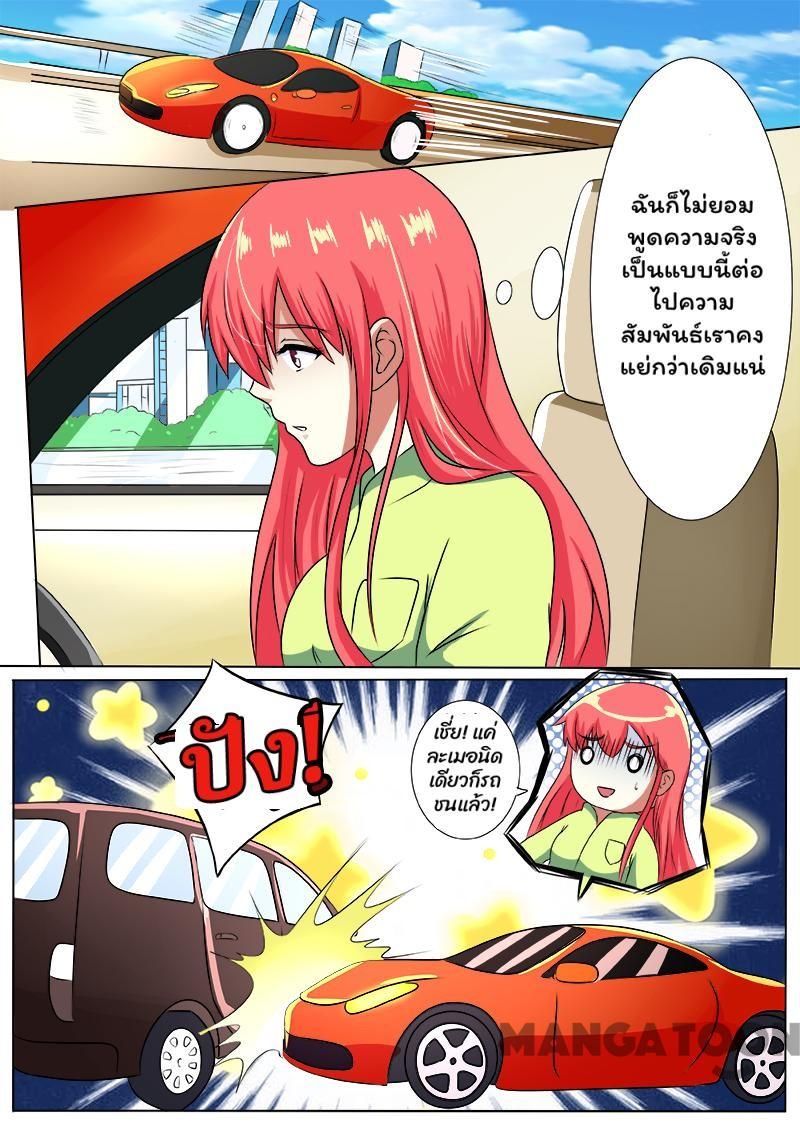 ฉันก็ไม่ยอม
พูดความจริง
เป็นแบบนี้ต่อ
ไปความ
สัมพันธ์เราคง
แย่กว่าเดิมแน่
ปัง!
เชี่ย! แค่
ละเมอนิด
เดียวก็รถ
ชนแล้ว!
MANGATOON